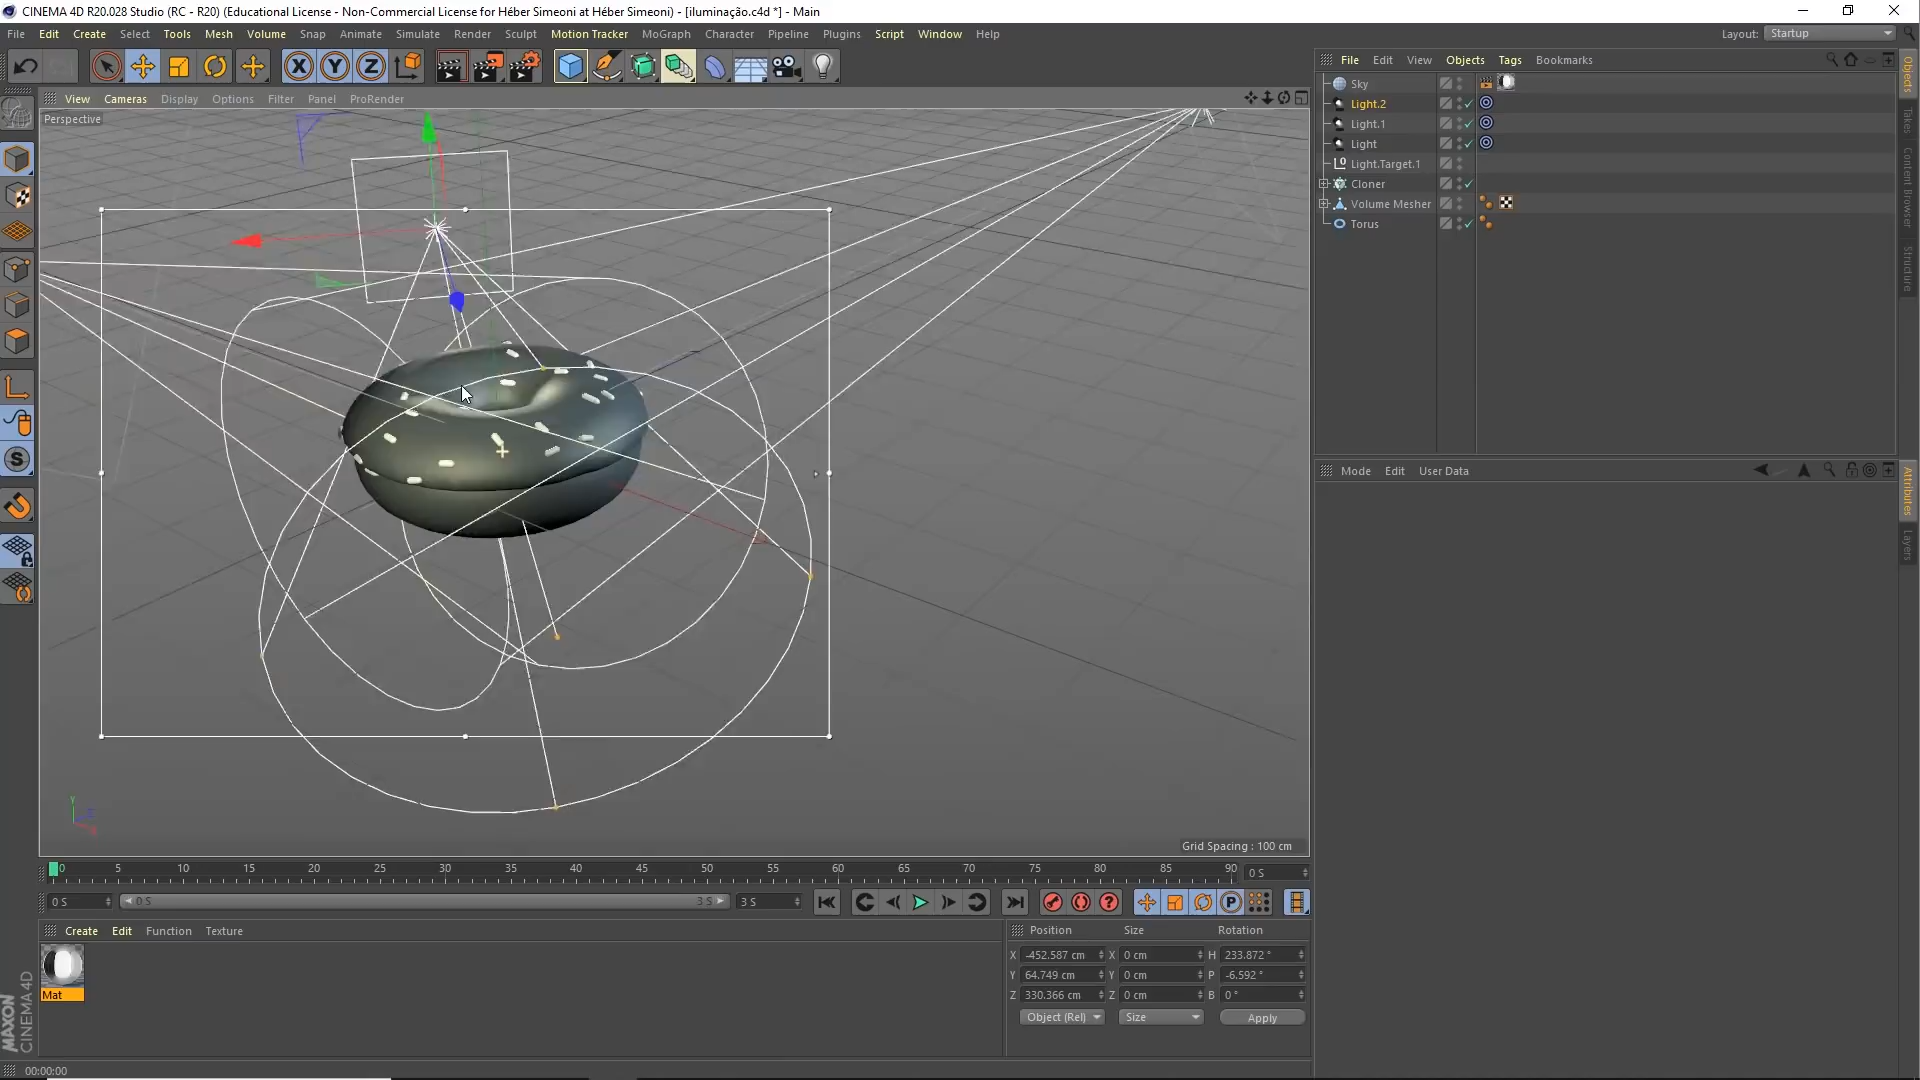 CINEMA 4D R20.028 Studio (RC - R20) (Educational License - Non-Commercial License for Héber Simeoni at Héber Simeoni) - [iluminação.c4d *] - Main
File Edit Create Select Tools Mesh Volume Snap Animate Simulate Render Sculpt Motion Tracker MoGraph Character Pipeline Plugins Script Window Help Layout: Startup
X Y Z
View Cameras Display Options Filter Panel ProRender
Perspective
File Edit View Objects Tags Bookmarks
Sky
Light.2
Light.1
Light
Light.Target.1
Cloner
Volume Mesher
Torus
Objects
Takes
Content Browser
Structure
Mode Edit User Data
Attributes
Layers
S
Y
Z
X
Grid Spacing : 100 cm
0 5 10 15 20 25 30 35 40 45 50 55 60 65 70 75 80 85 90 0 S
0 S 0 S 3 S 3 S
P
Create Edit Function Texture
Mat
Position Size Rotation
X -452.587 cm X 0 cm H 233.872 °
Y 64.749 cm Y 0 cm P -6.592 °
Z 330.366 cm Z 0 cm B 0 °
Object (Rel) Size Apply
MAXON
CINEMA 4D
00:00:00